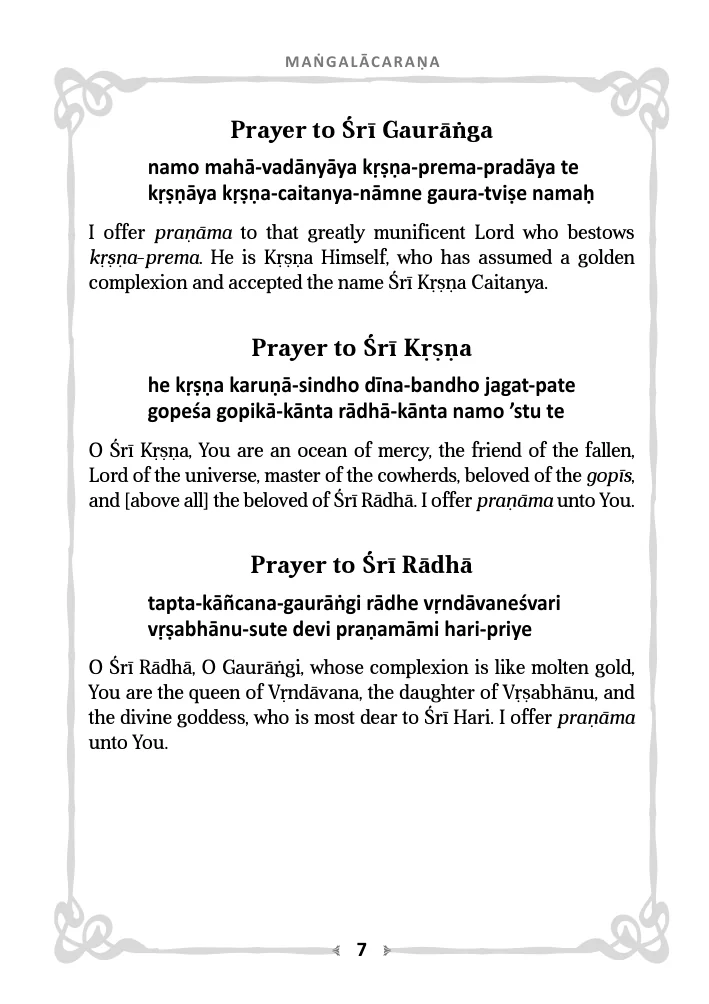 MAṄGALĀCARAṆA
Prayer to Śrī Gaurāṅga
namo mahā-vadānyāya kṛṣṇa-prema-pradāya te
kṛṣṇāya kṛṣṇa-caitanya-nāmne gaura-tviṣe namaḥ
I offer praṇāma to that greatly munificent Lord who bestows
kṛṣṇa-prema. He is Kṛṣṇa Himself, who has assumed a golden
complexion and accepted the name Śrī Kṛṣṇa Caitanya.
Prayer to Śrī Kṛṣṇa
he kṛṣṇa karuṇā-sindho dīna-bandho jagat-pate
gopeśa gopikā-kānta rādhā-kānta namo ’stu te
O Śrī Kṛṣṇa, You are an ocean of mercy, the friend of the fallen,
Lord of the universe, master of the cowherds, beloved of the gopīs,
and [above all] the beloved of Śrī Rādhā. I offer praṇāma unto You.
Prayer to Śrī Rādhā
tapta-kāñcana-gaurāṅgi rādhe vṛndāvaneśvari
vṛṣabhānu-sute devi praṇamāmi hari-priye
O Śrī Rādhā, O Gaurāṅgi, whose complexion is like molten gold,
You are the queen of Vṛndāvana, the daughter of Vṛṣabhānu, and
the divine goddess, who is most dear to Śrī Hari. I offer praṇāma
unto You.
7